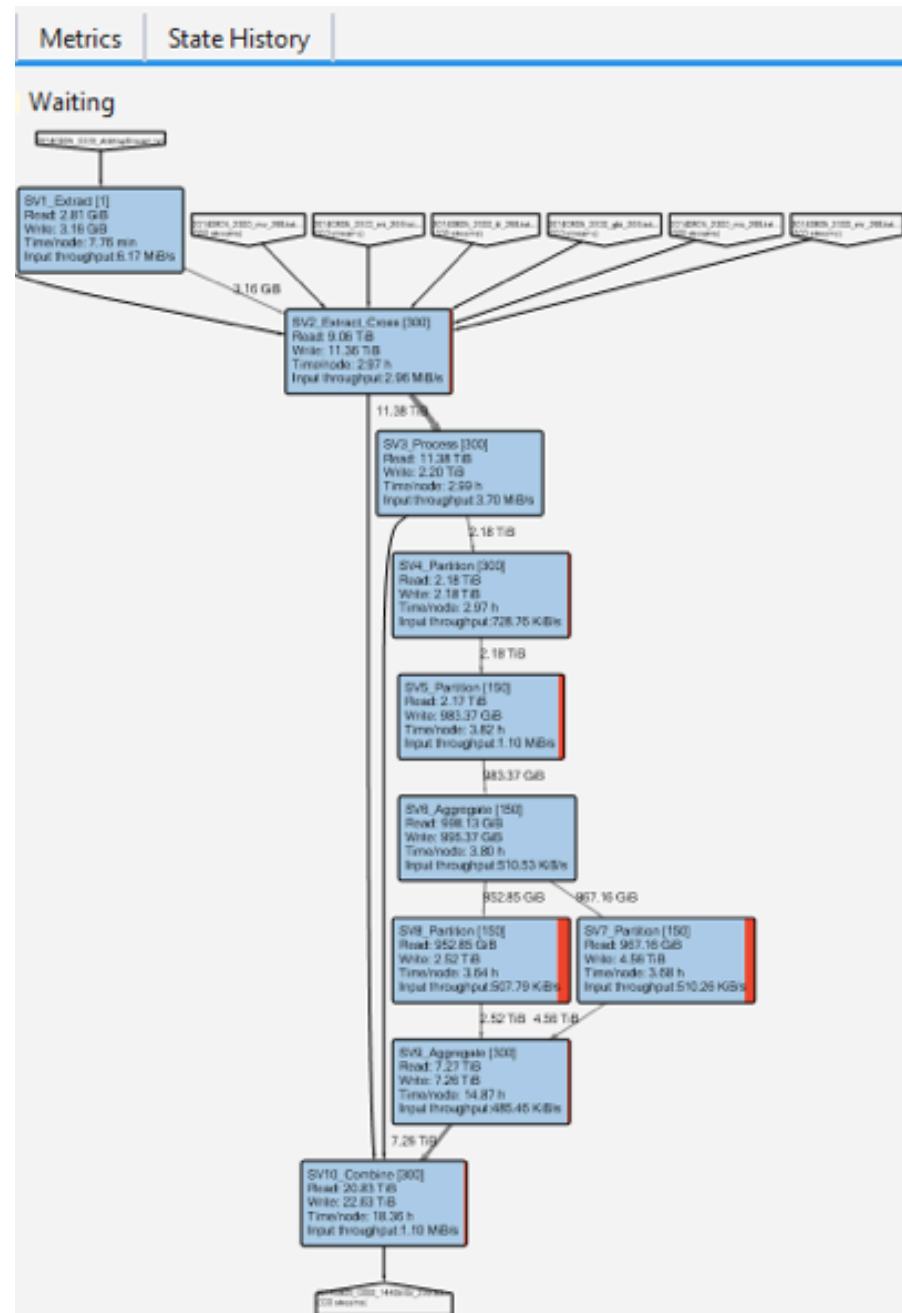 Metrics
State History
Waiting
SV1_Extract [1]
Read: 2.81 GiB
Write: 3.16 GiB
Time/node: 7.76 min
Input throughput:6.17 MiB/s
3.16 GiB
SV2_Extract_Cross [300]
Read: 9.06 TiB
Write: 11.36 TiB
Time/node: 2.97 h
Input throughput:2.96 MiB/s
11.38 TiB
SV3_Process [300]
Read: 11.38 TiB
Write: 2.20 TiB
Time/node: 2.99 h
Input throughput:3.70 MiB/s
2.18 TiB
SV4_Partition [300]
Read: 2.18 TiB
Write: 2.18 TiB
Time/node: 2.97 h
Input throughput:728.76 KiB/s
2.18 TiB
SV5_Partition [150]
Read: 2.17 TiB
Write: 983.37 GiB
Time/node: 3.82 h
Input throughput:1.10 MiB/s
983.37 GiB
SV6_Aggregate [150]
Read: 998.13 GiB
Write: 995.37 GiB
Time/node: 3.80 h
Input throughput:510.53 KiB/s
952.85 GiB
967.16 GiB
SV8_Partition [150]
Read: 952.85 GiB
Write: 2.52 TiB
Time/node: 3.64 h
Input throughput:507.79 KiB/s
SV7_Partition [150]
Read: 967.16 GiB
Write: 4.56 TiB
Time/node: 3.68 h
Input throughput:510.26 KiB/s
2.52 TiB
4.56 TiB
SV9_Aggregate [300]
Read: 7.27 TiB
Write: 7.26 TiB
Time/node: 14.87 h
Input throughput:485.46 KiB/s
7.26 TiB
SV10_Combine [300]
Read: 20.83 TiB
Write: 22.63 TiB
Time/node: 18.36 h
Input throughput:1.10 MiB/s